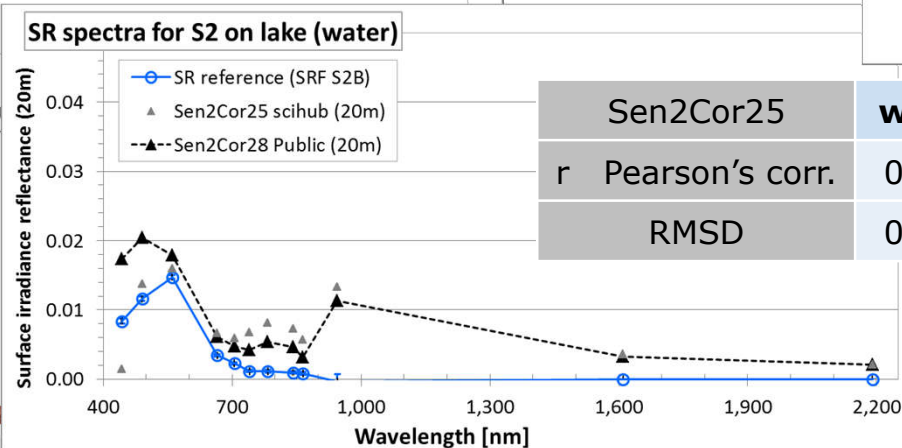 SR spectra for S2 on lake (water)
Surface irradiance reflectance (20m)
SR reference (SRF S2B)
Sen2Cor25 scihub (20m)
Sen2Cor28 Public (20m)
0.04
0.03
0.02
0.01
0.00
400 700 1,000 1,300 1,600 1,900 2,200
Wavelength [nm]
Sen2Cor25
r Pearson's corr. 0
RMSD 0